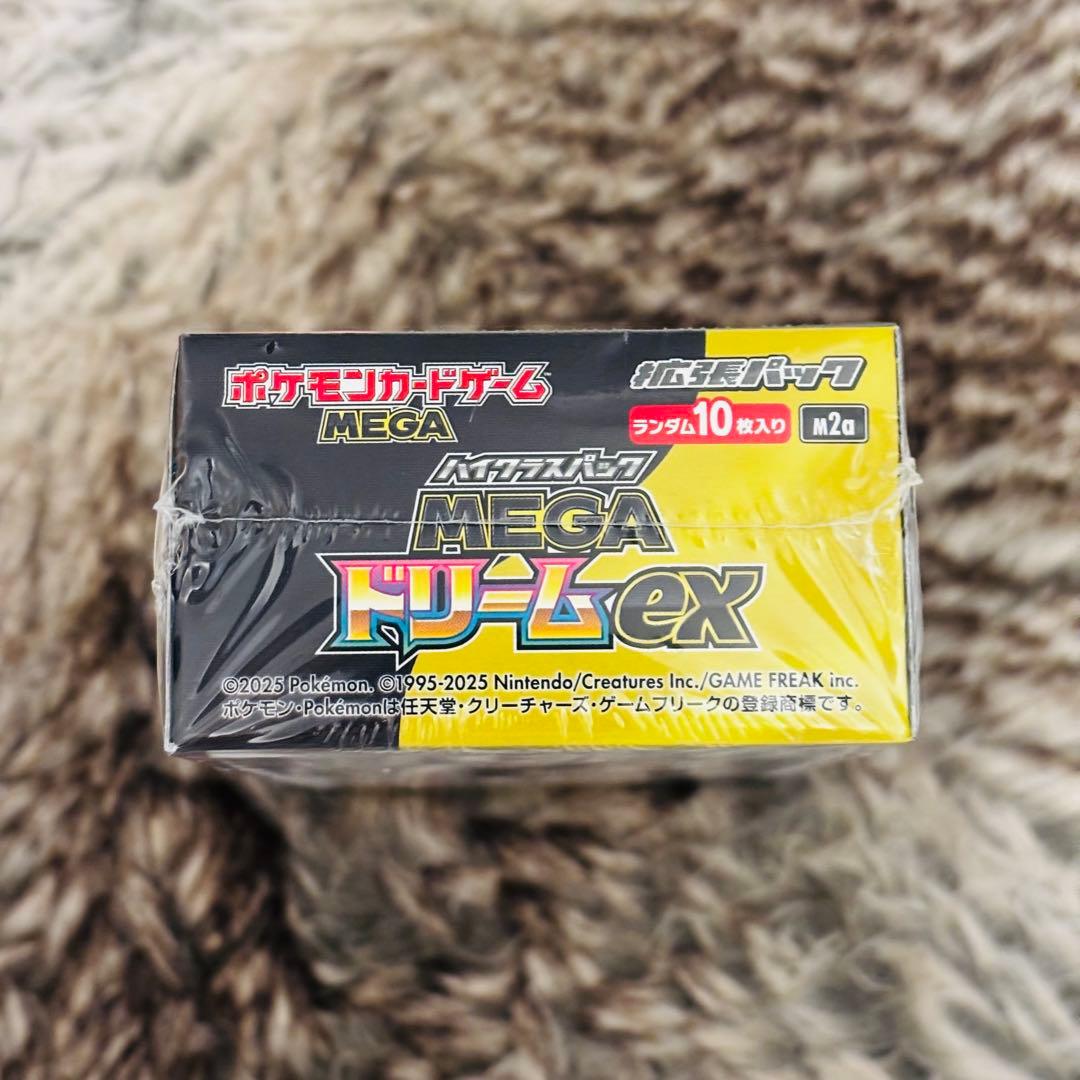 ポケモンカードゲーム
MEGA
拡張パック
ランダム10枚入り
M2a
ハイクラスパック
MEGA
ドリームex
©2025 Pokémon. ©1995-2025 Nintendo/Creatures Inc./GAME FREAK inc.
ポケモン・Pokémonは任天堂・クリーチャーズ・ゲームフリークの登録商標です。